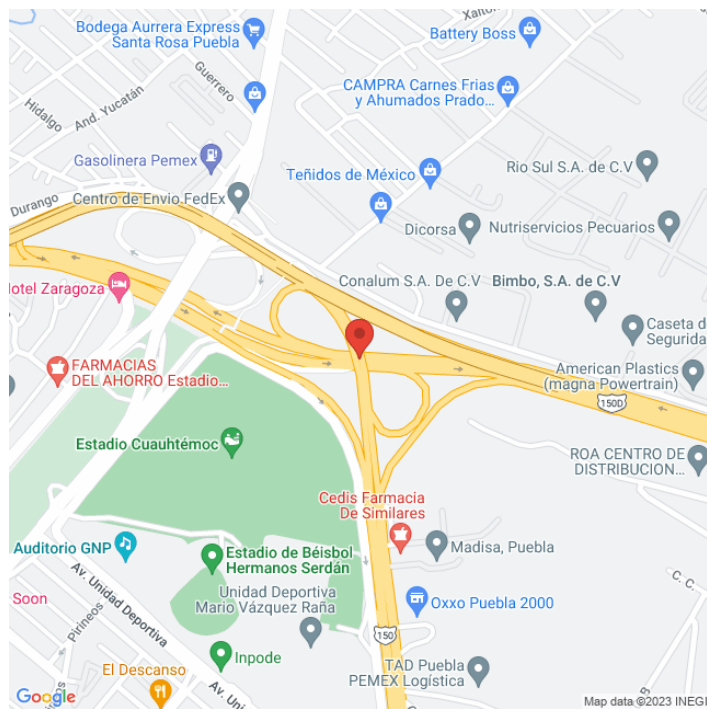 Xalton
Bodega Aurrera Express
Santa Rosa Puebla
Battery Boss
Guerrero
CAMPRA Carnes Frias
y Ahumados Prado...
And. Yucatán
Hidalgo
Gasolinera Pemex
Teñidos de México
Rio Sul S.A. de C.V
Durango
Centro de Envio FedEx
Dicorsa
Nutriservicios Pecuarios
Hotel Zaragoza
Conalum S.A. De C.V
Bimbo, S.A. de C.V
Caseta de
Segurida
FARMACIAS
DEL AHORRO Estadio...
American Plastics
(magna Powertrain)
150D
Estadio Cuauhtémoc
ROA CENTRO DE
DISTRIBUCION...
Cedis Farmacia
De Similares
Auditorio GNP
Madisa, Puebla
Estadio de Béisbol
Hermanos Serdán
C. C.
Soon
Pirineos
Av. Unidad Deportiva
Unidad Deportiva
Mario Vázquez Raña
Oxxo Puebla 2000
150
Inpode
TAD Puebla
PEMEX Logística
El Descanso
Av. Uni
Google
Map data ©2023 INEGI